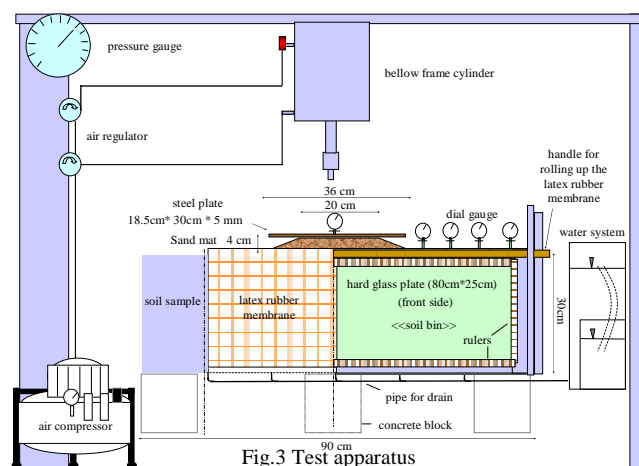 pressure gauge
bellow frame cylinder
air regulator
handle for
rolling up the
latex rubber
membrane
36 cm
steel plate
20 cm
18.5cm* 30cm * 5 mm
dial gauge
water system
Sand mat 4 cm
soil sample
latex rubber
membrane
hard glass plate (80cm*25cm)
(front side)
<<soil bin>>
rulers
30cm
pipe for drain
air compressor
concrete block
90 cm
Fig.3 Test apparatus